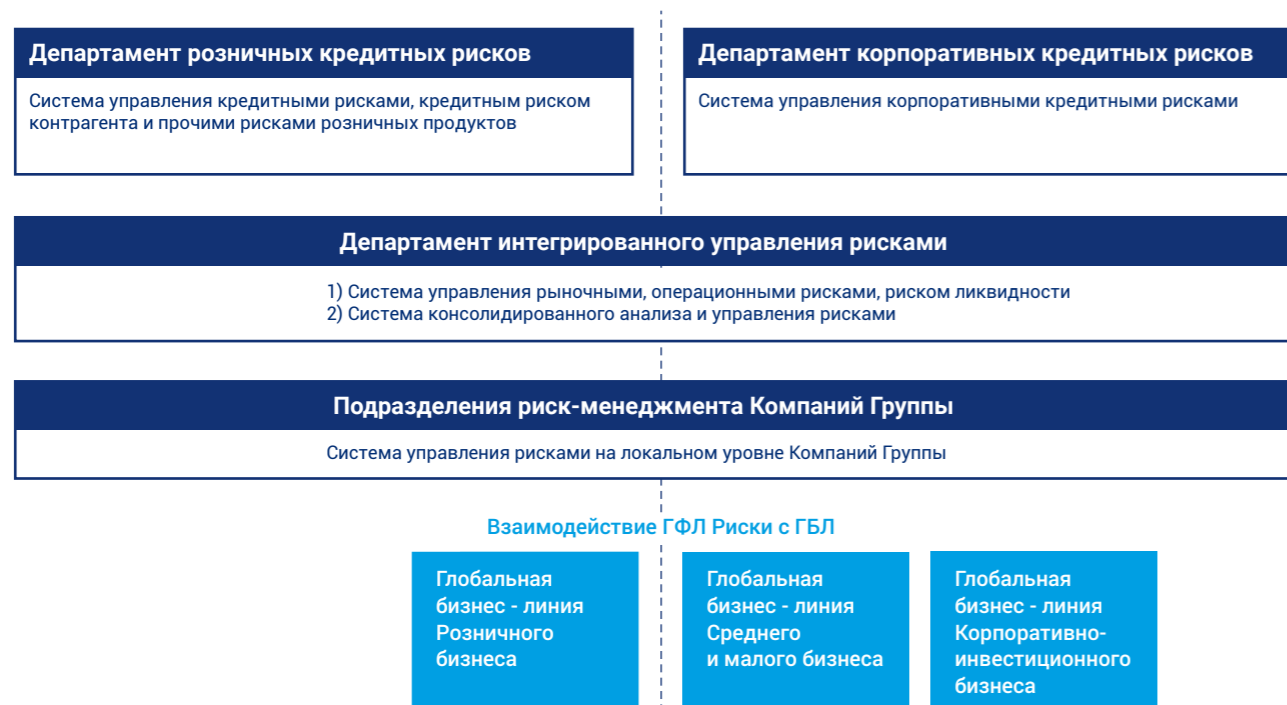 Департамент розничных кредитных рисков
Система управления кредитными рисками, кредитным риском
контрагента и прочими рисками розничных продуктов
Департамент корпоративных кредитных рисков
Система управления корпоративными кредитными рисками
Департамент интегрированного управления рисками
1) Система управления рыночными, операционными рисками, риском ликвидности
2) Система консолидированного анализа и управления рисками
Подразделения риск-менеджмента Компаний Группы
Система управления рисками на локальном уровне Компаний Группы
Взаимодействие ГФЛ Риски с ГБЛ
Глобальная
бизнес - линия
Розничного
бизнеса
Глобальная
бизнес - линия
Среднего
и малого бизнеса
Глобальная
бизнес - линия
Корпоративно-
инвестиционного
бизнеса